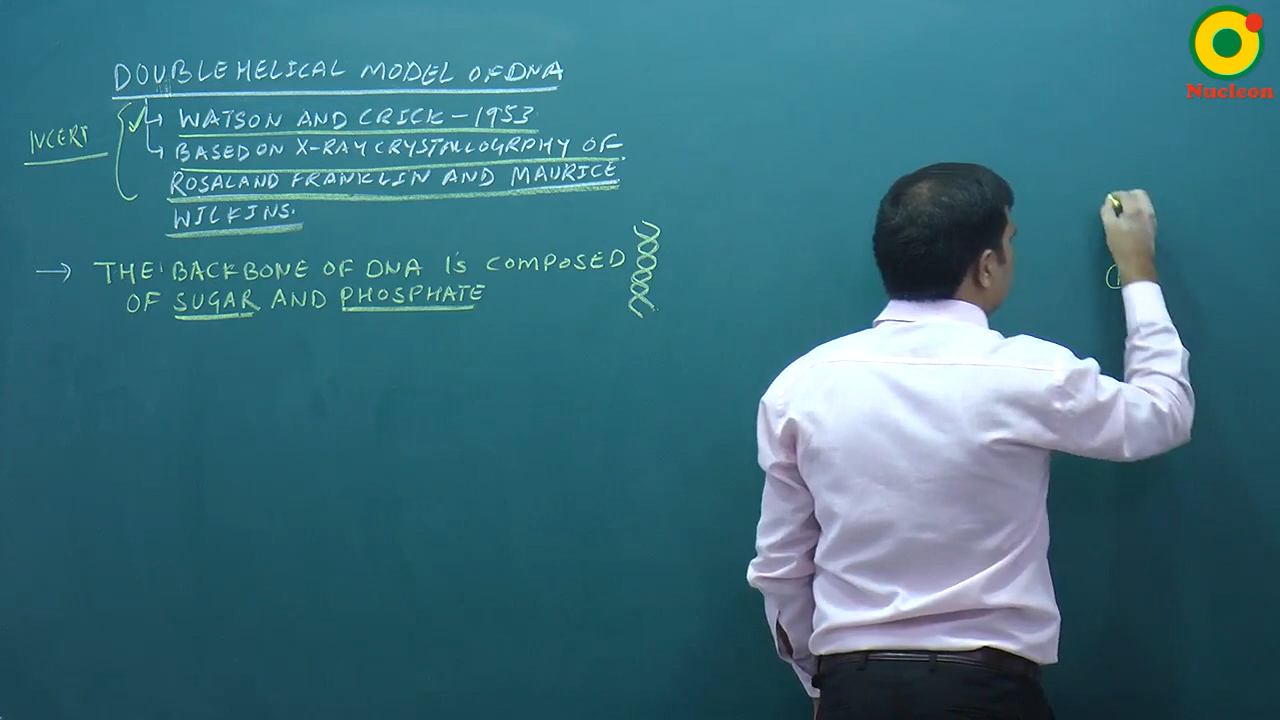 DOUBLE HELICAL MODEL OF DNA
WATSON AND CRICK - 1953
NCERT
BASED ON X-RAY CRYSTALLOGRPHY OF
ROSALAND FRANKLIN AND MAURICE
WILKINS.
→ THE BACKBONE OF DNA IS COMPOSED
OF SUGAR AND PHOSPHATE
Nucleon